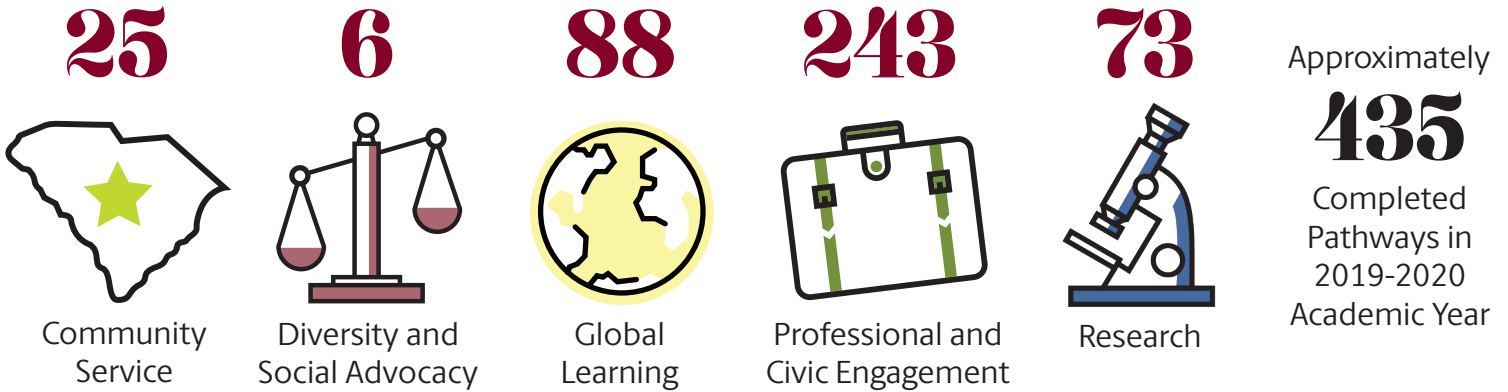 25
Community
Service
6
Diversity and
Social Advocacy
88
Global
Learning
243
Professional and
Civic Engagement
73
Research
Approximately
435
Completed
Pathways in
2019-2020
Academic Year